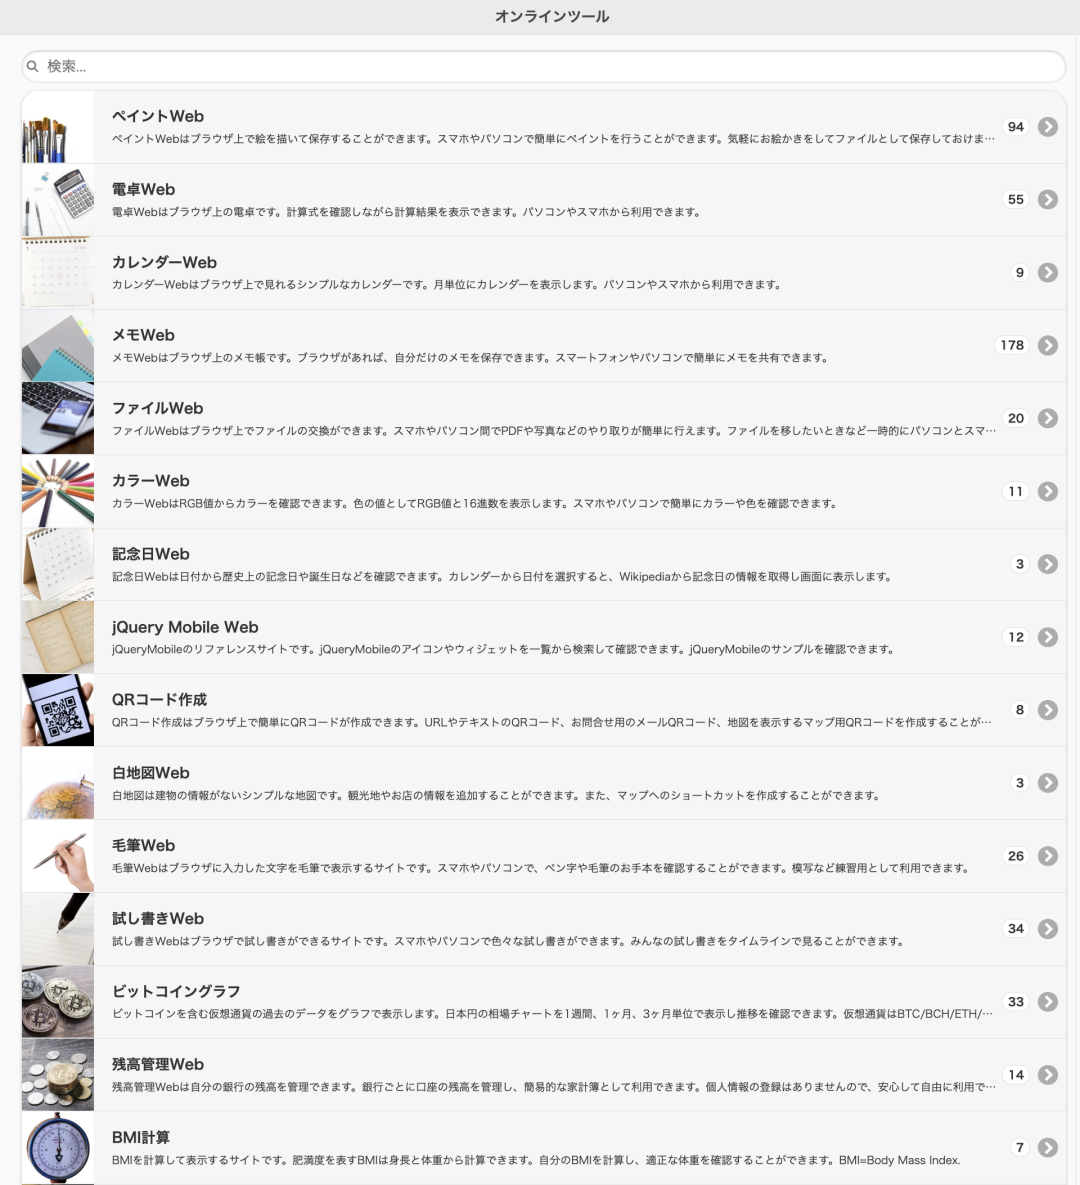 オンラインツール
検索...
ペイントWeb
ペイントWebはブラウザ上で絵を描いて保存することができます。スマホやパソコンで簡単にペイントを行うことができます。気軽にお絵かきをしてファイルとして保存しておけま…
94
電卓Web
電卓Webはブラウザ上の電卓です。計算式を確認しながら計算結果を表示できます。パソコンやスマホから利用できます。
55
カレンダーWeb
カレンダーWebはブラウザ上で見れるシンプルなカレンダーです。月単位にカレンダーを表示します。パソコンやスマホから利用できます。
9
メモWeb
メモWebはブラウザ上のメモ帳です。ブラウザがあれば、自分だけのメモを保存できます。スマートフォンやパソコンで簡単にメモを共有できます。
178
ファイルWeb
ファイルWebはブラウザ上でファイルの交換ができます。スマホやパソコン間でPDFや写真などのやり取りが簡単に行えます。ファイルを移したいときなど一時的にパソコンとスマ…
20
カラーWeb
カラーWebはRGB値からカラーを確認できます。色の値としてRGB値と16進数を表示します。スマホやパソコンで簡単にカラーや色を確認できます。
11
記念日Web
記念日Webは日付から歴史上の記念日や誕生日などを確認できます。カレンダーから日付を選択すると、Wikipediaから記念日の情報を取得し画面に表示します。
3
jQuery Mobile Web
jQueryMobileのリファレンスサイトです。jQueryMobileのアイコンやウィジェットを一覧から検索して確認できます。jQueryMobileのサンプルを確認できます。
12
QRコード作成
QRコード作成はブラウザ上で簡単にQRコードが作成できます。URLやテキストのQRコード、お問合せ用のメールQRコード、地図を表示するマップ用QRコードを作成することが…
8
白地図Web
白地図は建物の情報がないシンプルな地図です。観光地やお店の情報を追加することができます。また、マップへのショートカットを作成することができます。
3
毛筆Web
毛筆Webはブラウザに入力した文字を毛筆で表示するサイトです。スマホやパソコンで、ペン字や毛筆のお手本を確認することができます。模写など練習用として利用できます。
26
試し書きWeb
試し書きWebはブラウザで試し書きができるサイトです。スマホやパソコンで色々な試し書きができます。みんなの試し書きをタイムラインで見ることができます。
34
ビットコイングラフ
ビットコインを含む仮想通貨の過去のデータをグラフで表示します。日本円の相場チャートを1週間、1ヶ月、3ヶ月単位で表示し推移を確認できます。仮想通貨はBTC/BCH/ETH/…
33
残高管理Web
残高管理Webは自分の銀行の残高を管理できます。銀行ごとに口座の残高を管理し、簡易的な家計簿として利用できます。個人情報の登録はありませんので、安心して自由に利用で…
14
BMI計算
BMIを計算して表示するサイトです。肥満度を表すBMIは身長と体重から計算できます。自分のBMIを計算し、適正な体重を確認することができます。BMI=Body Mass Index.
7